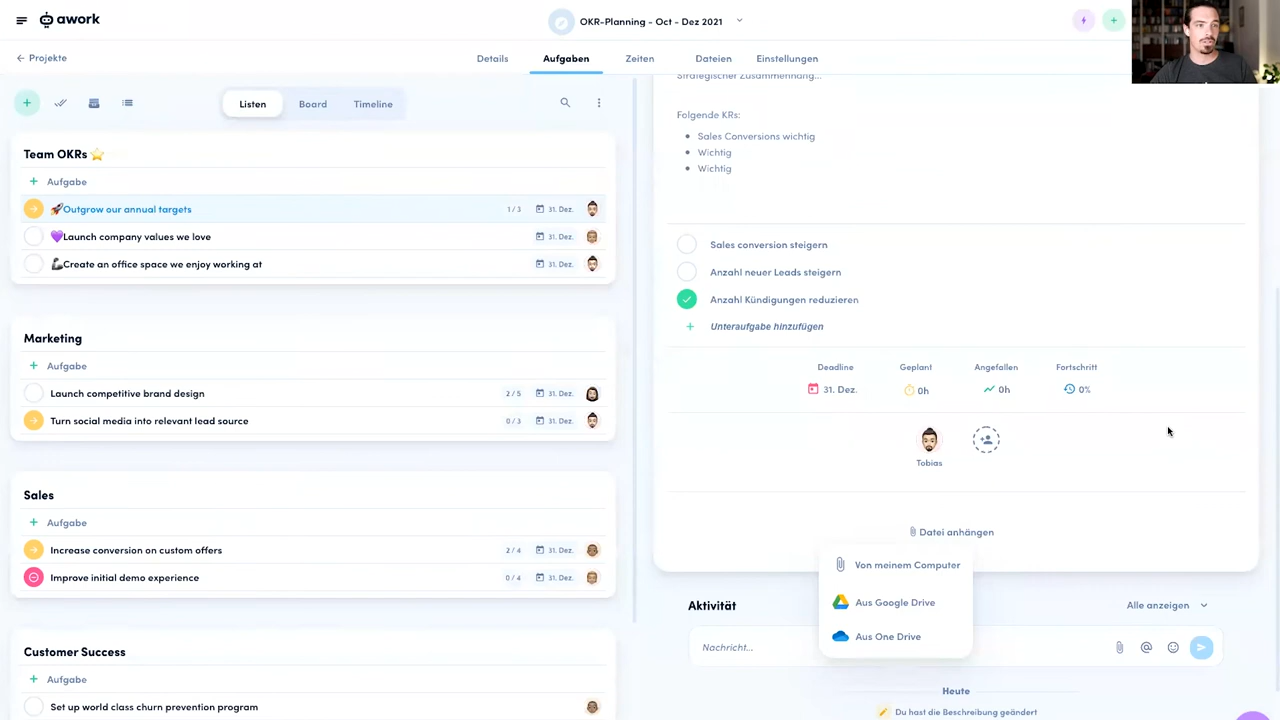 awork
OKR-Planning - Oct - Dez 2021
Projekte
Details
Aufgaben
Zeiten
Dateien
Einstellungen
Listen
Board
Timeline
Team OKRs ⭐
Aufgabe
🚀Outgrow our annual targets
1 / 3
31. Dez.
💜Launch company values we love
31. Dez.
🦾Create an office space we enjoy working at
31. Dez.
Marketing
Aufgabe
Launch competitive brand design
2 / 5
31. Dez.
Turn social media into relevant lead source
0 / 3
31. Dez.
Sales
Aufgabe
Increase conversion on custom offers
2 / 4
31. Dez.
Improve initial demo experience
0 / 4
31. Dez.
Customer Success
Aufgabe
Set up world class churn prevention program
Strategischer Zusammenhang...
Folgende KRs:
Sales Conversions wichtig
Wichtig
Wichtig
Sales conversion steigern
Anzahl neuer Leads steigern
Anzahl Kündigungen reduzieren
Unteraufgabe hinzufügen
Deadline
Geplant
Angefallen
Fortschritt
31. Dez.
0h
0h
0%
Tobias
Datei anhängen
Von meinem Computer
Aus Google Drive
Aus One Drive
Aktivität
Alle anzeigen
Nachricht...
Heute
Du hast die Beschreibung geändert